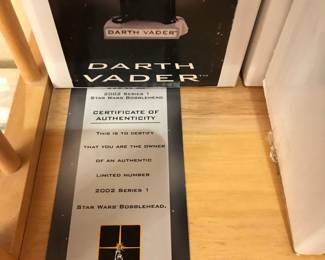 DARTH VADER
DARTH
VADER™
2002 SERIES 1
STAR WARS BOBBLEHEAD
CERTIFICATE OF
AUTHENTICITY
THIS IS TO CERTIFY
THAT YOU ARE THE OWNER
OF AN AUTHENTIC
LIMITED NUMBER
2002 SERIES 1
STAR WARS BOBBLEHEAD.